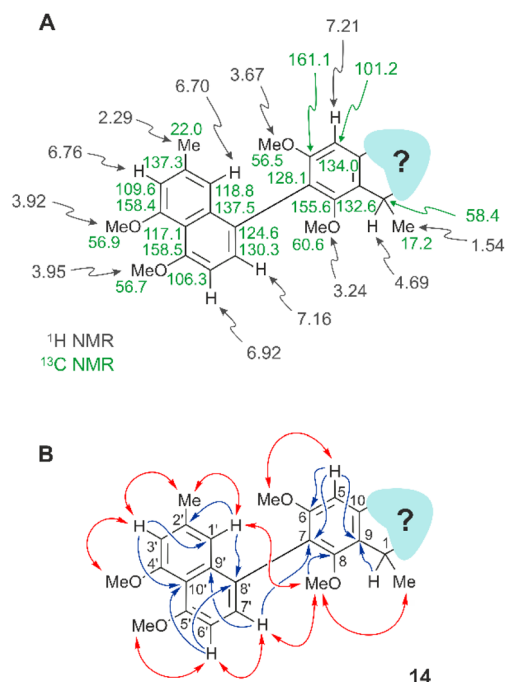 A
7.21
161.1
101.2
6.70
3.67
H
2.29
22.0
Me
MeO
56.5
134.0
?
6.76
H
137.3
H
128.1
109.6
118.8
158.4
137.5
155.6
132.6
3.92
MeO
117.1
124.6
MeO
H
Me
58.4
56.9
158.5
130.3
60.6
17.2
1.54
3.95
MeO
106.3
H
56.7
H
3.24
4.69
7.16
¹H NMR
6.92
¹³C NMR
B
H
Me
MeO
5
10
6
?
H
2'
1'
H
7
9
1
3'
8
4'
9'
MeO
10'
8'
MeO
H
Me
5'
7'
MeO
6'
H
H
14